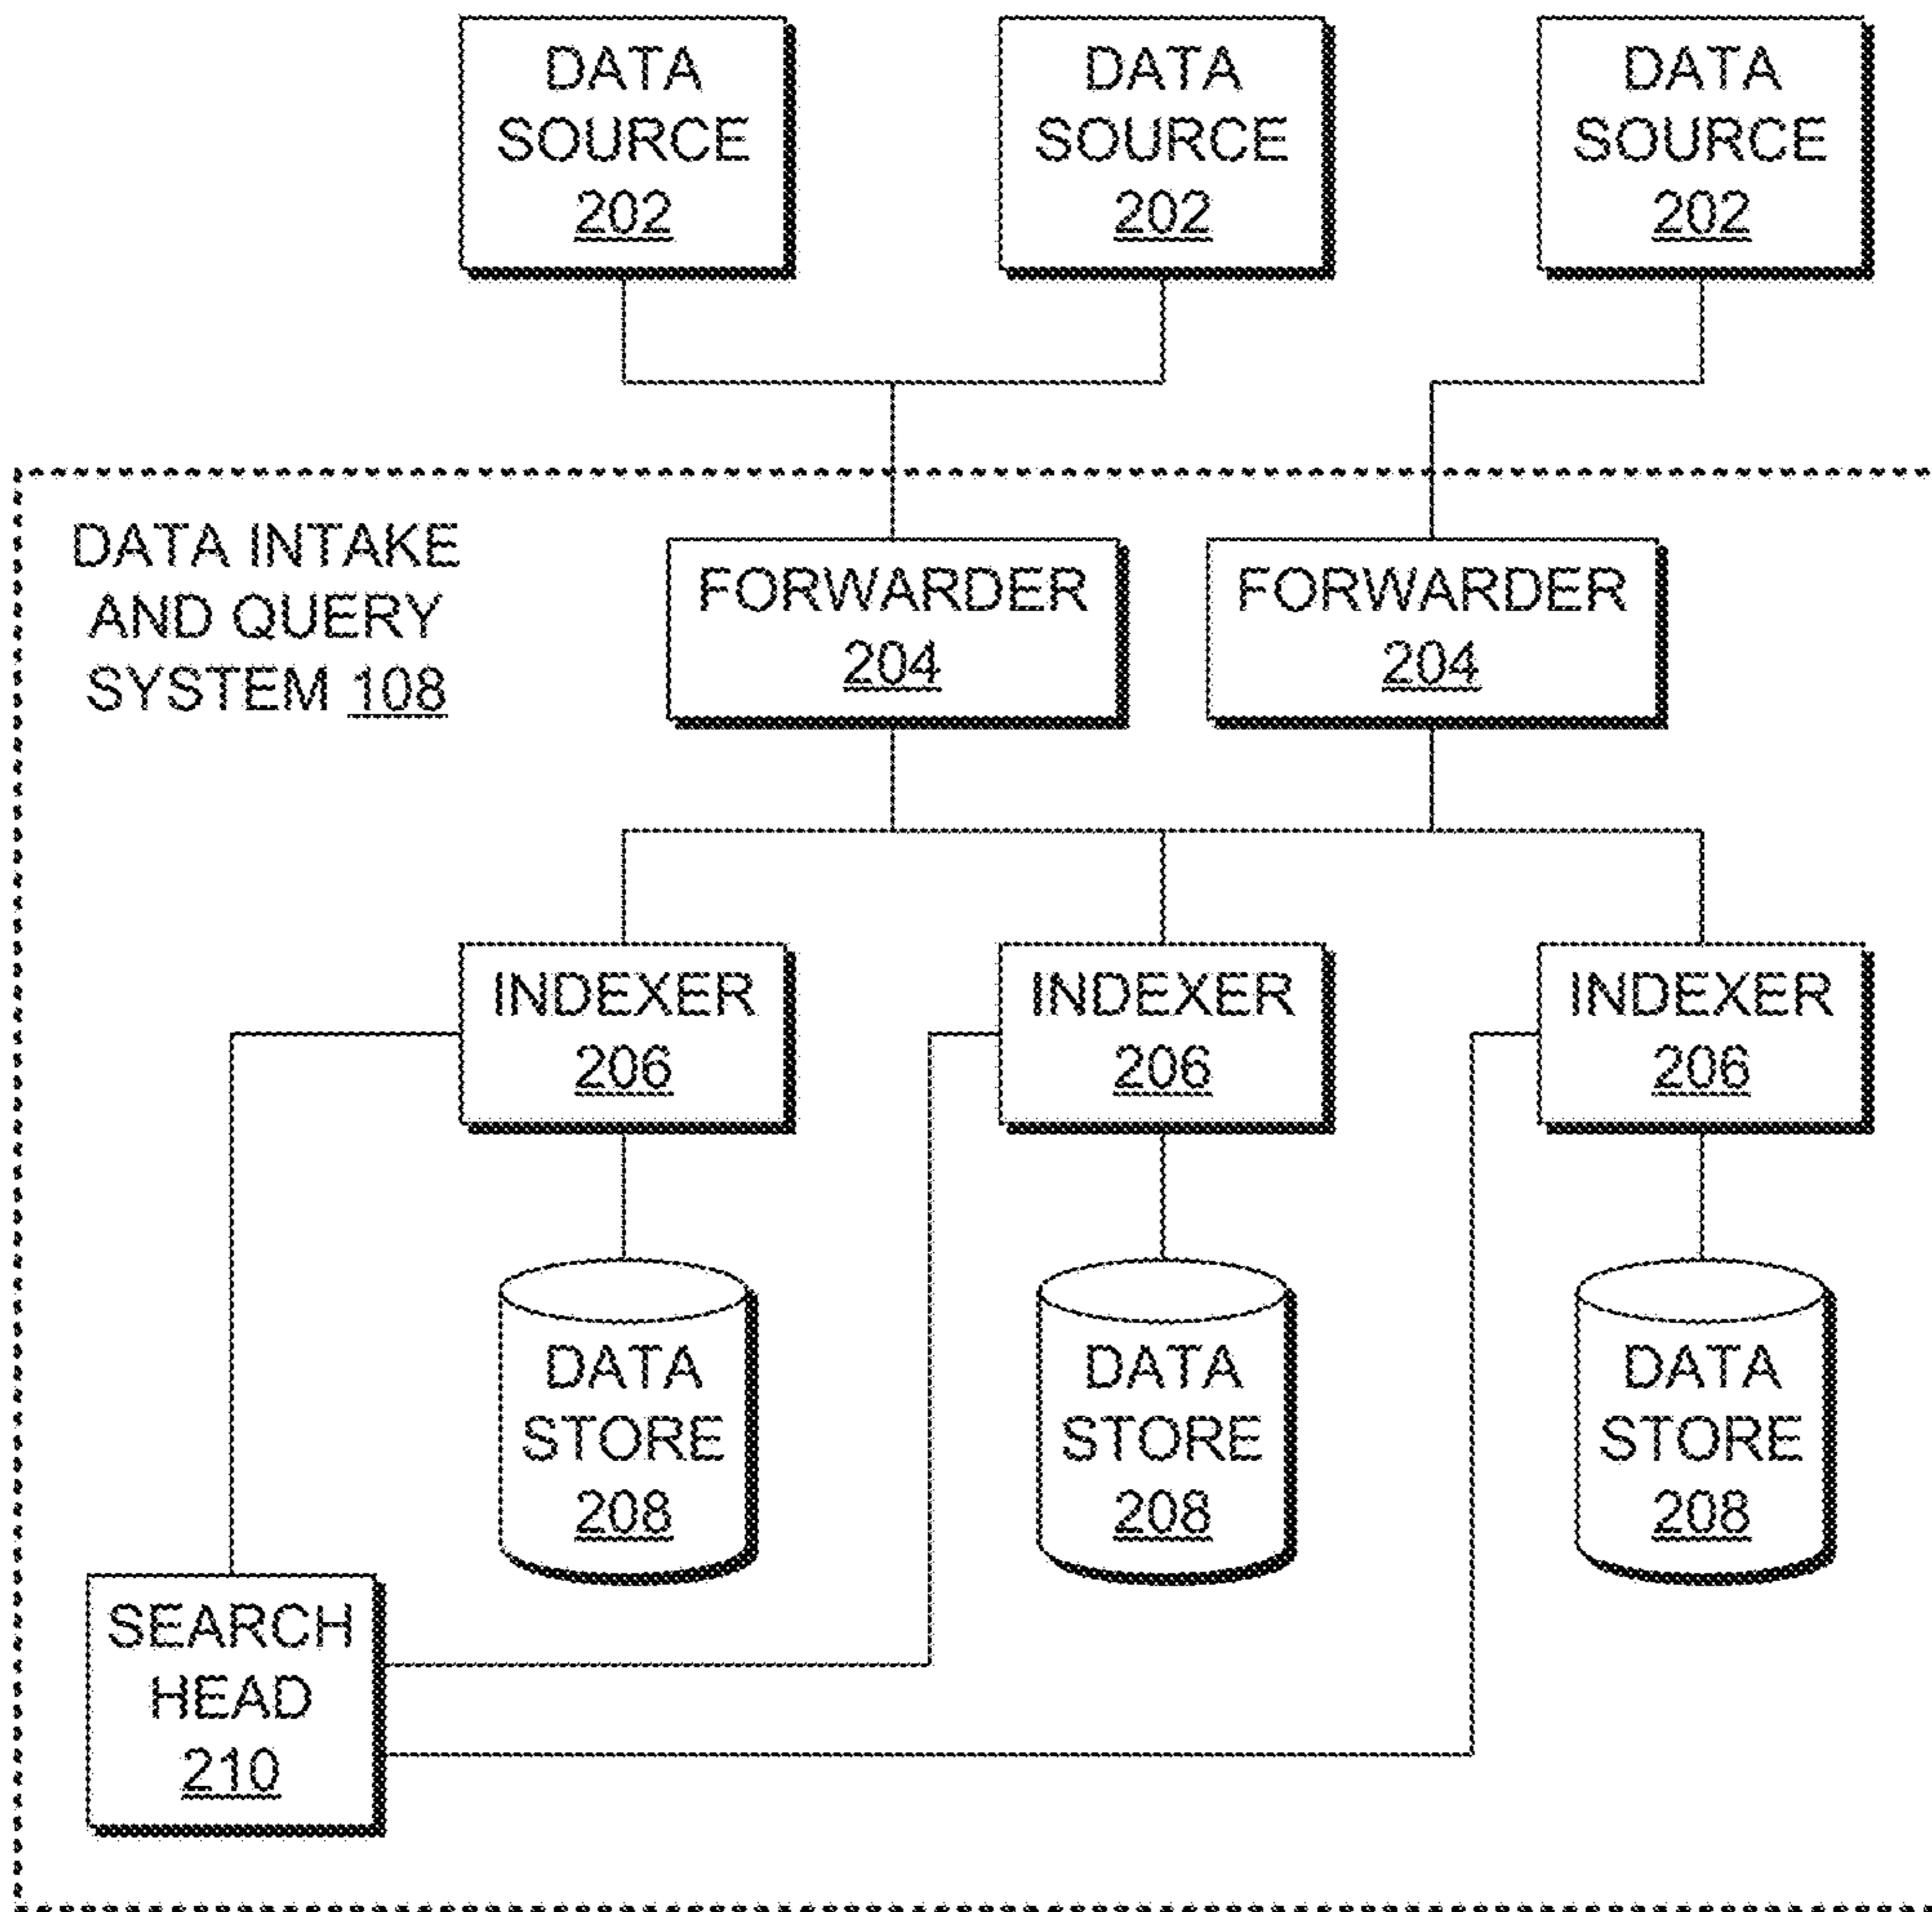 DATA
SOURCE
202
DATA
SOURCE
202
DATA
SOURCE
202
DATA INTAKE
AND QUERY
SYSTEM 108
FORWARDER
204
FORWARDER
204
INDEXER
206
INDEXER
206
INDEXER
206
DATA
STORE
208
DATA
STORE
208
DATA
STORE
208
SEARCH
HEAD
210